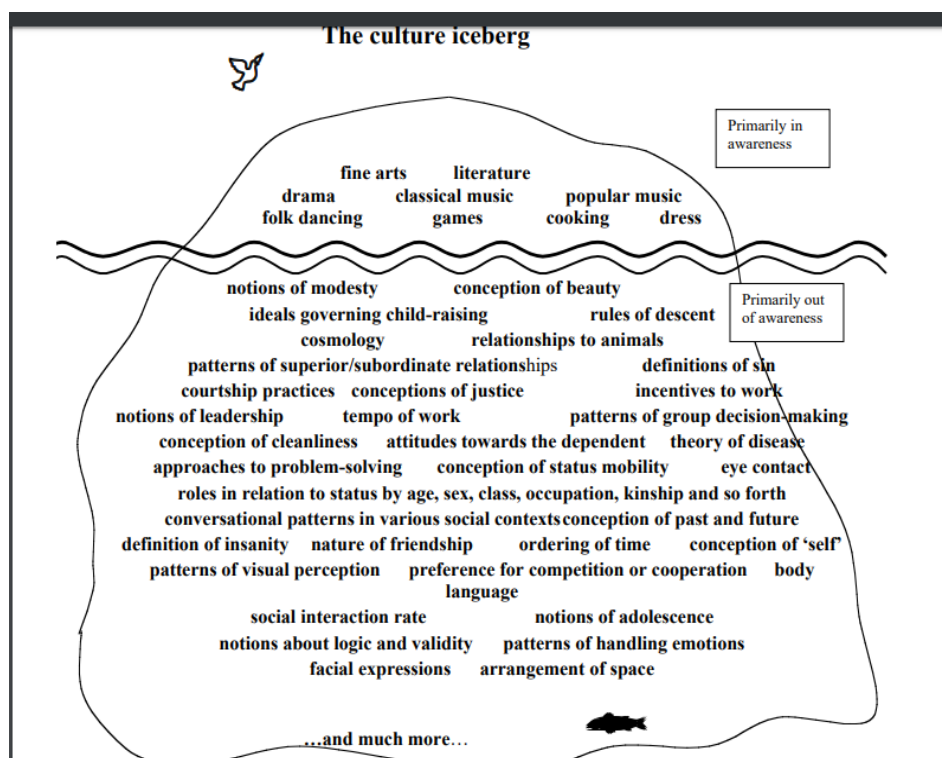 The culture iceberg
Primarily in
awareness
fine arts literature
drama classical music popular music
folk dancing games cooking dress
notions of modesty conception of beauty
Primarily out
of awareness
ideals governing child-raising rules of descent
cosmology relationships to animals
patterns of superior/subordinate relationships definitions of sin
courtship practices conceptions of justice incentives to work
notions of leadership tempo of work patterns of group decision-making
conception of cleanliness attitudes towards the dependent theory of disease
approaches to problem-solving conception of status mobility eye contact
roles in relation to status by age, sex, class, occupation, kinship and so forth
conversational patterns in various social contexts conception of past and future
definition of insanity nature of friendship ordering of time conception of ‘self’
patterns of visual perception preference for competition or cooperation body
language
social interaction rate notions of adolescence
notions about logic and validity patterns of handling emotions
facial expressions arrangement of space
…and much more…